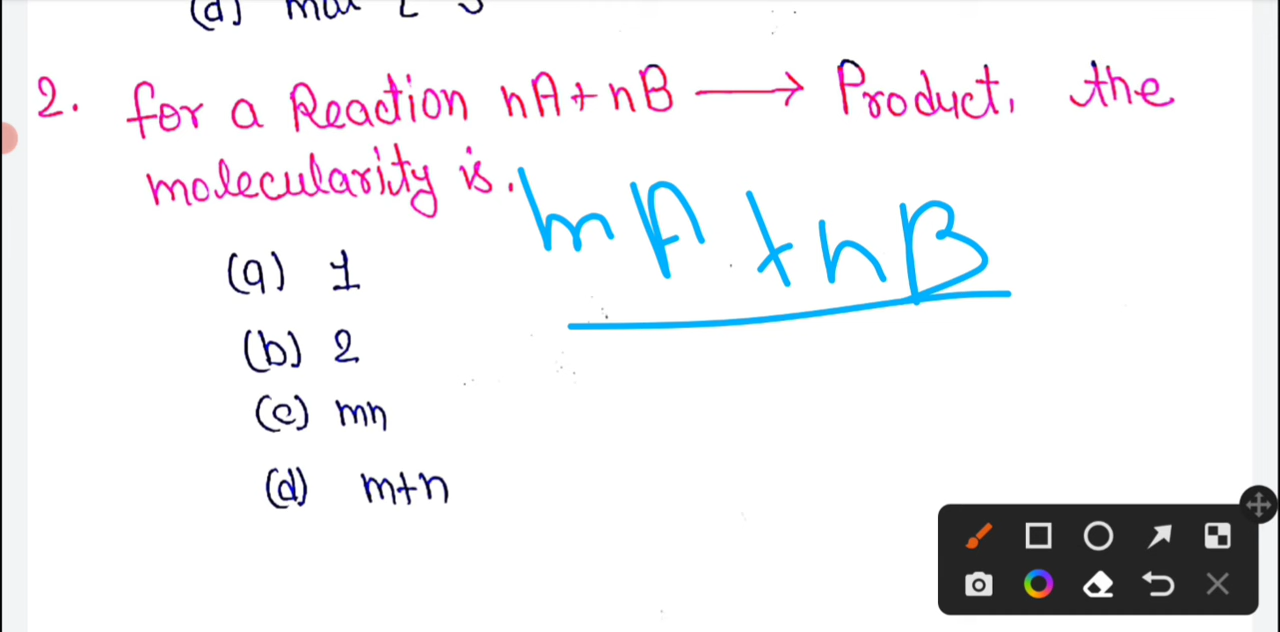 (d)
2. for a Reaction nA + nB ⟶ Product, the
molecularity is.
mA + nB
(a) 1
(b) 2
(c) mn
(d) m+n